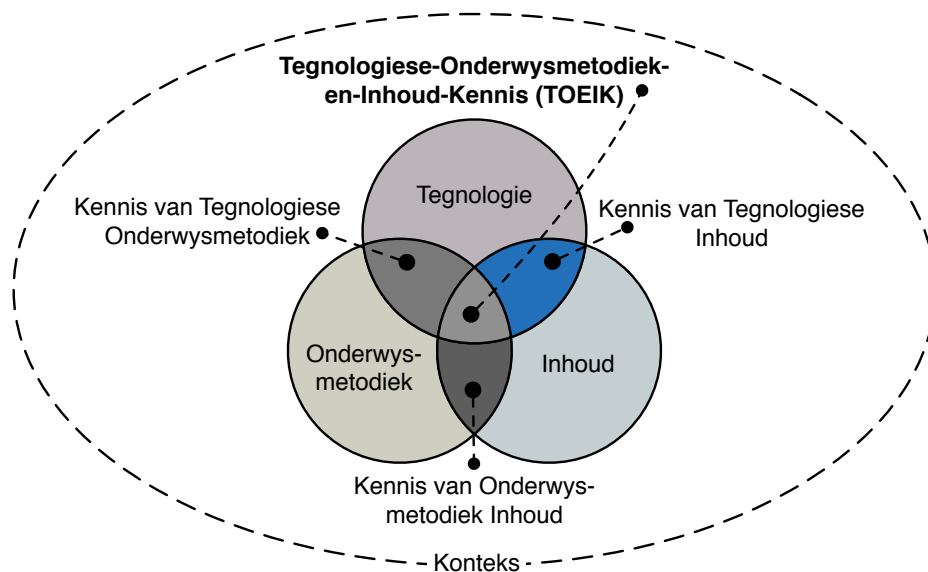 Tegnologiese-Onderwysmetodiek-
en-Inhoud-Kennis (TOEIK)
Tegnologie
Kennis van Tegnologiese
Onderwysmetodiek
Kennis van Tegnologiese
Inhoud
Onderwys-
metodiek
Inhoud
Kennis van Onderwys-
metodiek Inhoud
Konteks